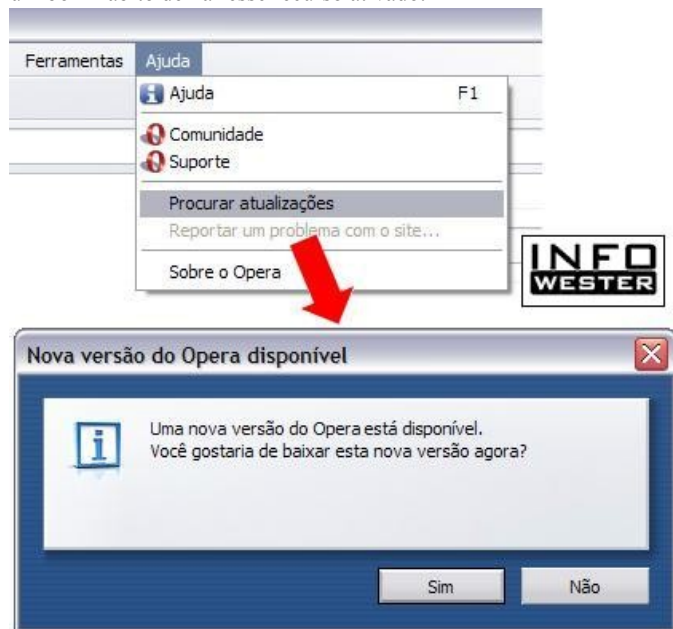 Ferramentas Ajuda
Ajuda F1
Comunidade
Suporte
Procurar atualizações
Reportar um problema com o site...
Sobre o Opera
INFO
WESTER
Nova versão do Opera disponível
Uma nova versão do Opera está disponível.
Você gostaria de baixar esta nova versão agora?
Sim Não